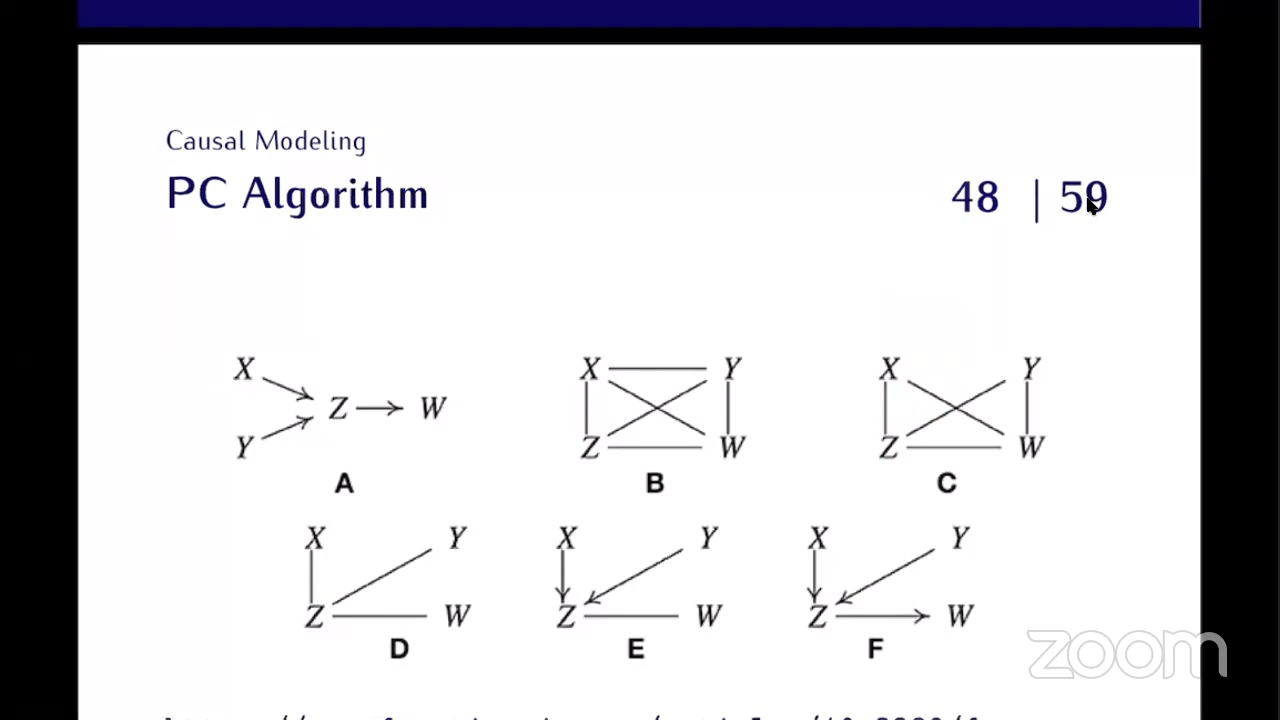 Causal Modeling
PC Algorithm
48 | 59
X
Z W
Y
A
X Y
Z W
B
X Y
Z W
C
X Y
Z W
D
X Y
Z W
E
X Y
Z W
F
zoom